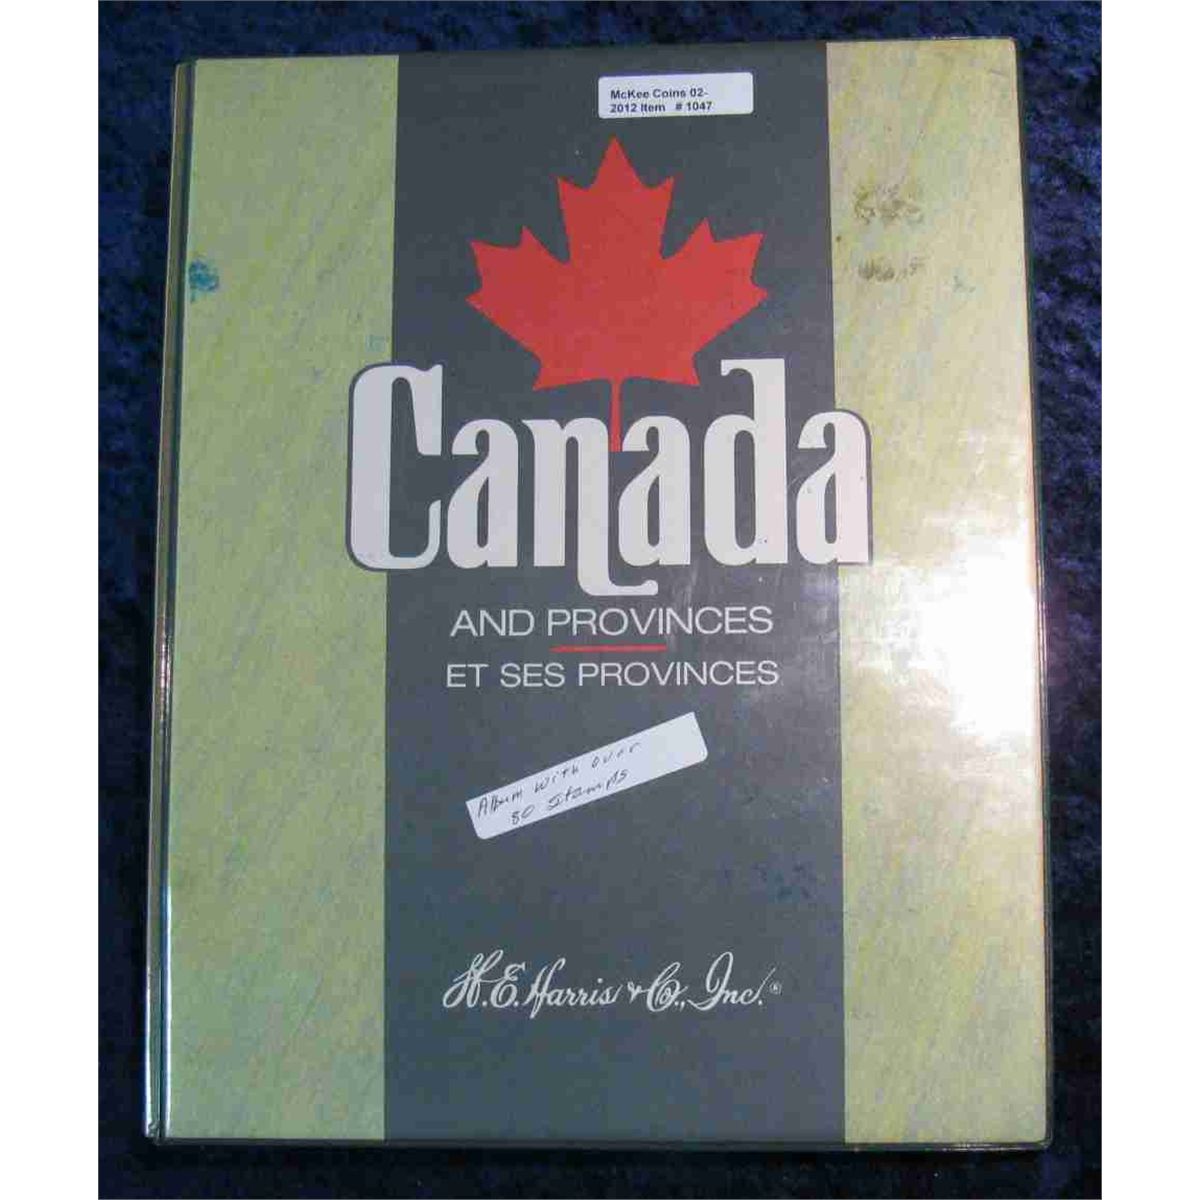 McKee Coins 02-
2012 Item # 1047
Canada
AND PROVINCES
ET SES PROVINCES
Album with over
80 stamps
H.E. Harris & Co., Inc.®